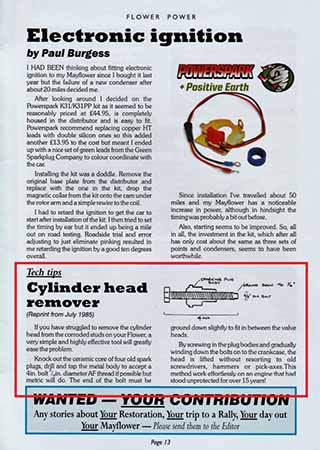 FLOWER POWER
Electronic ignition
by Paul Burgess
I HAD BEEN thinking about fitting electronic
ignition to my Mayflower since I bought it last
year but the failure of a new condenser after
about 20 miles decided me.
After looking around I decided on the
Powerspark K31/K31PP kit as it seemed to be
reasonably priced at £44.95, is completely
housed in the distributor and is easy to fit.
Powerspark recommend replacing copper HT
leads with double silicon ones so this added
another £13.95 to the cost but meant I ended
up with a nice set of green leads from the Green
Sparkplug Company to colour coordinate with
the car.
Installing the kit was a doddle. Remove the
original base plate from the distributor and
replace with the one in the kit, drop the
magnetic collar from the kit onto the cam under
the rotor arm and a simple rewire to the coil.
I had to retard the ignition to get the car to
start after installation of the kit. I then tried to set
the timing by ear but it ended up being a mile
out on road testing. Roadside trial and error
adjusting to just eliminate pinking resulted in
me retarding the ignition by a good ten degrees
overall.
POWERSPARK
+ Positive Earth
Since installation I've travelled about 50
miles and my Mayflower has a noticeable
increase in power, although in hindsight the
timing was probably a bit out before.
Also, starting seems to be improved. So, all
in all, the investment in the kit, which after all
has only cost about the same as three sets of
points and condensers, seems to have been
worthwhile.
Tech tips
Cylinder head
remover
(Reprint from July 1985)
If you have struggled to remove the cylinder
head from the corroded studs on your Flower, a
very simple and highly effective tool will greatly
ease the problem.
Knock out the ceramic core of four old spark
plugs, drill and tap the metal body to accept a
4in. bolt diameter AF thread if possible but
metric will do. The end of the bolt must be
ground down slightly to fit in between the valve
heads.
By screwing in the plug bodies and gradually
winding down the bolts on to the crankcase, the
head is lifted without resorting to old
screwdrivers, hammers or pick-axes. This
method work effortlessly on an engine that had
stood unprotected for over 15 years!
WANTED — YOUR CONTRIBUTION
Any stories about Your Restoration, Your trip to a Rally, Your day out
Your Mayflower — Please send them to the Editor
Page 13